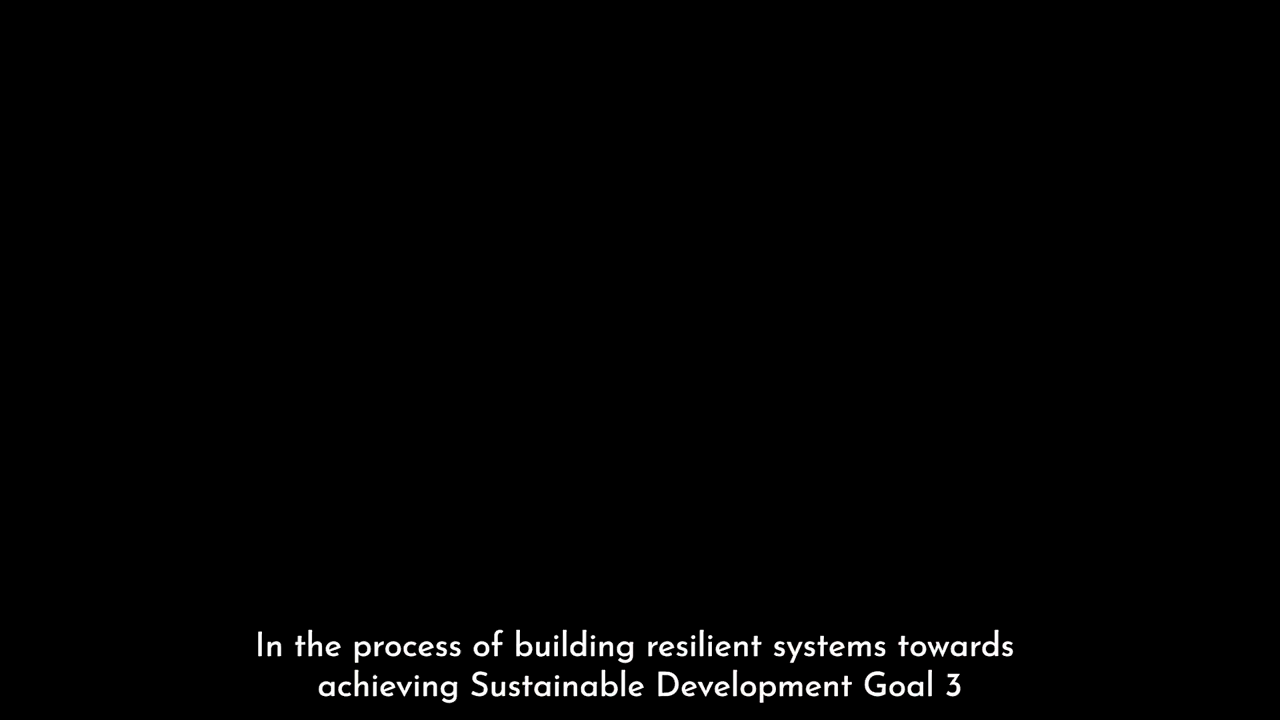 In the process of building resilient systems towards
achieving Sustainable Development Goal 3